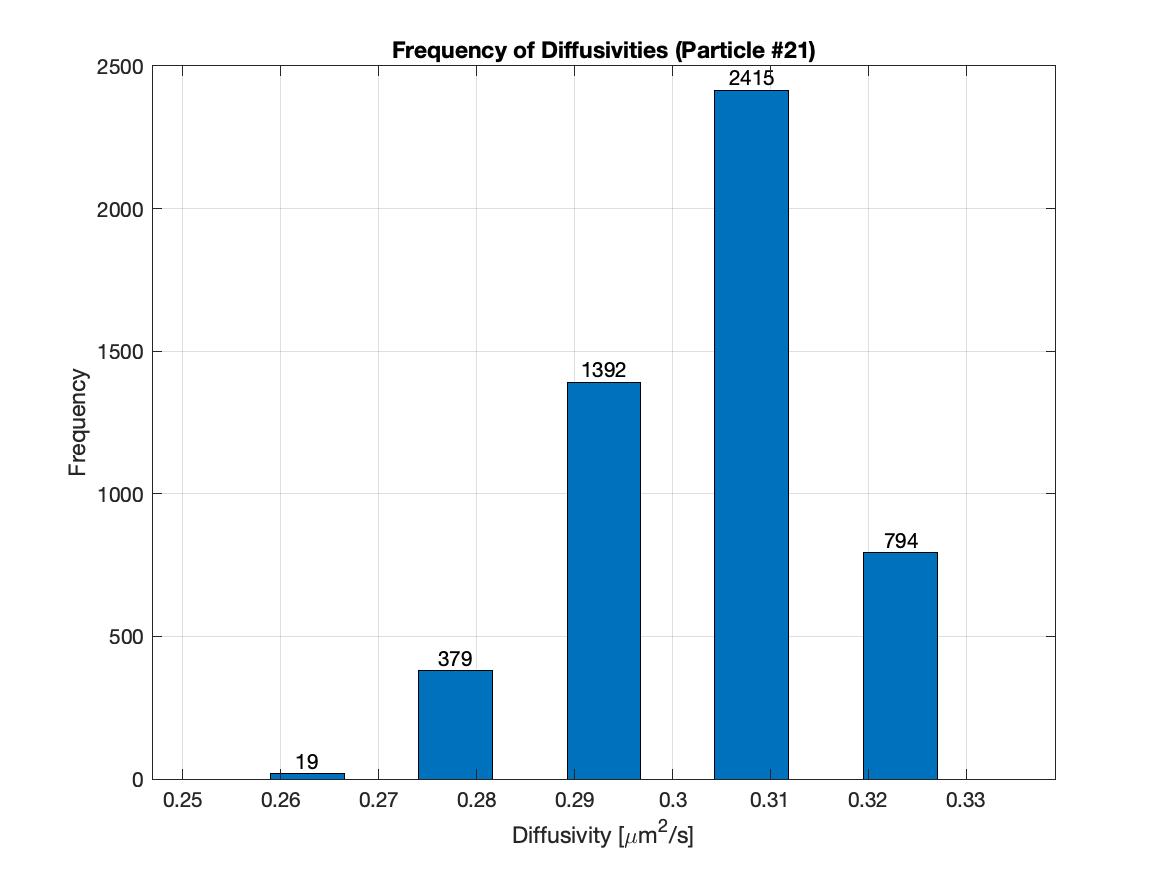 Frequency of Diffusivities (Particle #21)
2500
2000
1500
1000
500
0
Frequency
19
379
1392
2415
794
0.25 0.26 0.27 0.28 0.29 0.3 0.31 0.32 0.33
Diffusivity [μm²/s]